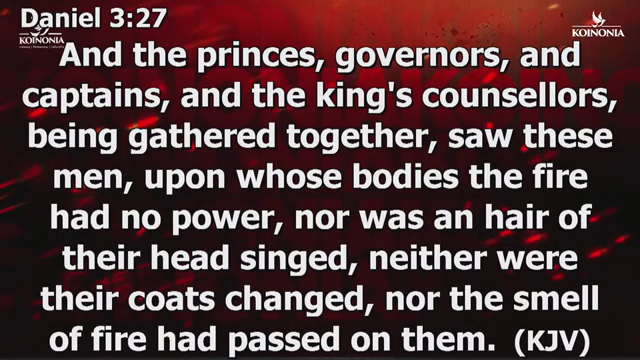 Daniel 3:27
KOINONIA
KOINONIA
And the princes, governors, and
captains, and the king's counsellors,
being gathered together, saw these
men, upon whose bodies the fire
had no power, nor was an hair of
their head singed, neither were
their coats changed, nor the smell
of fire had passed on them. (KJV)